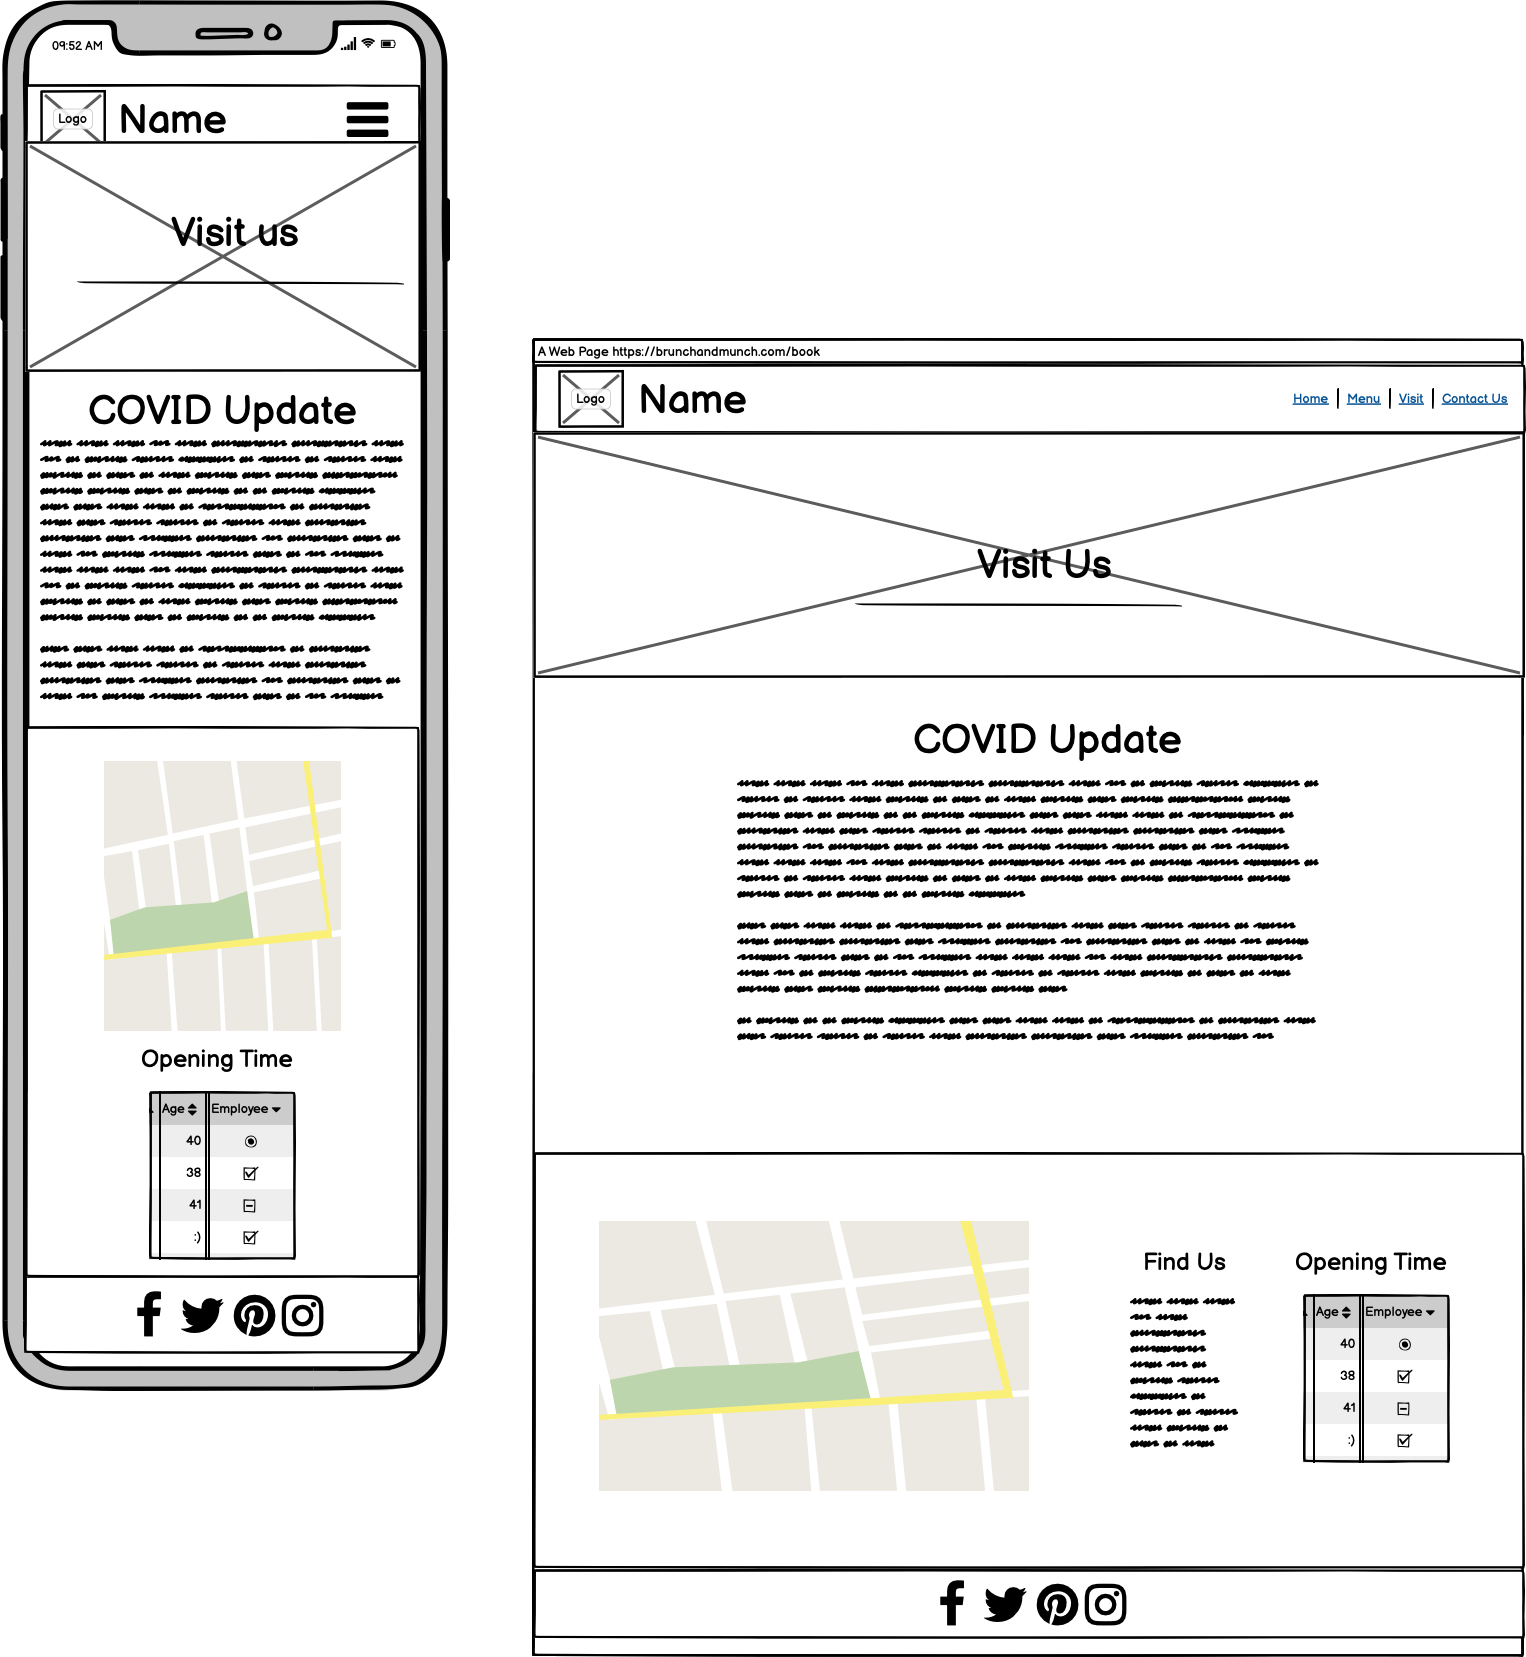 09:52 AM
Logo
Name
Visit us
COVID Update
Opening Time
Age Employee
40
38
41
:)
A Web Page https://brunchandmunch.com/book
Logo
Name
Home Menu Visit Contact Us
Visit Us
COVID Update
Find Us
Opening Time
Age Employee
40
38
41
:)